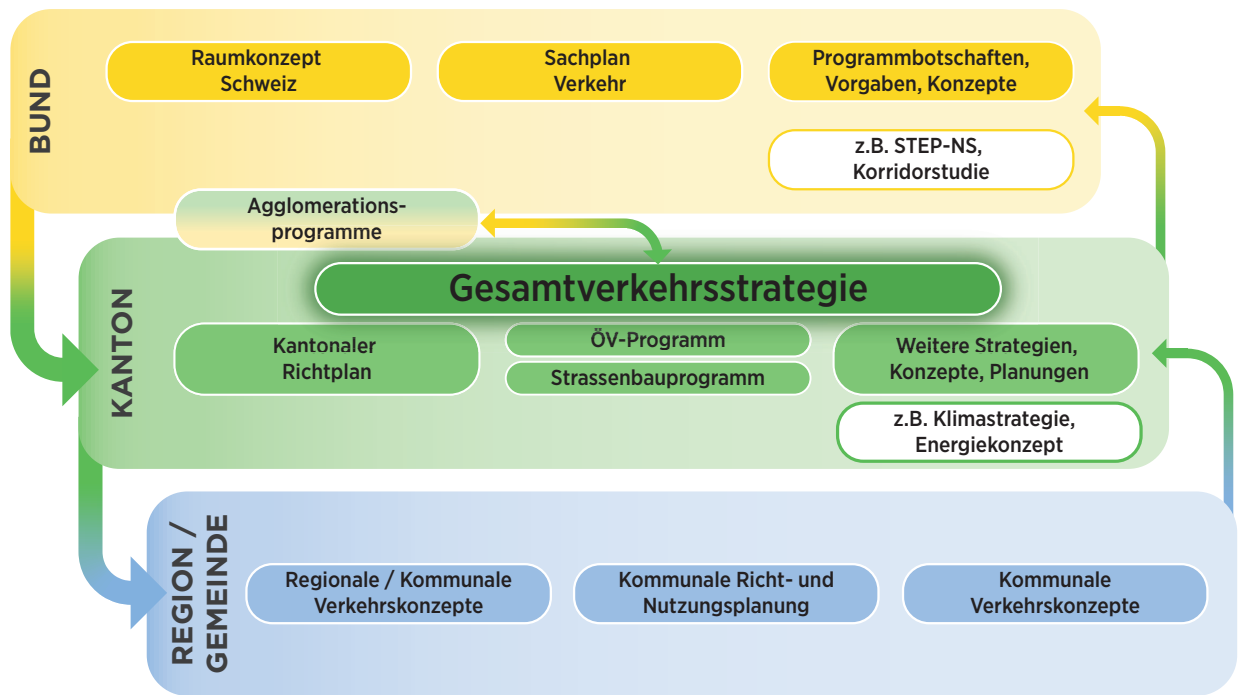 BUND
Raumkonzept
Schweiz
Sachplan
Verkehr
Programmbotschaften,
Vorgaben, Konzepte
z.B. STEP-NS,
Korridorstudie
Agglomerations-
programme
KANTON
Gesamtverkehrsstrategie
Kantonaler
Richtplan
ÖV-Programm
Strassenbauprogramm
Weitere Strategien,
Konzepte, Planungen
z.B. Klimastrategie,
Energiekonzept
REGION /
GEMEINDE
Regionale / Kommunale
Verkehrskonzepte
Kommunale Richt- und
Nutzungsplanung
Kommunale
Verkehrskonzepte